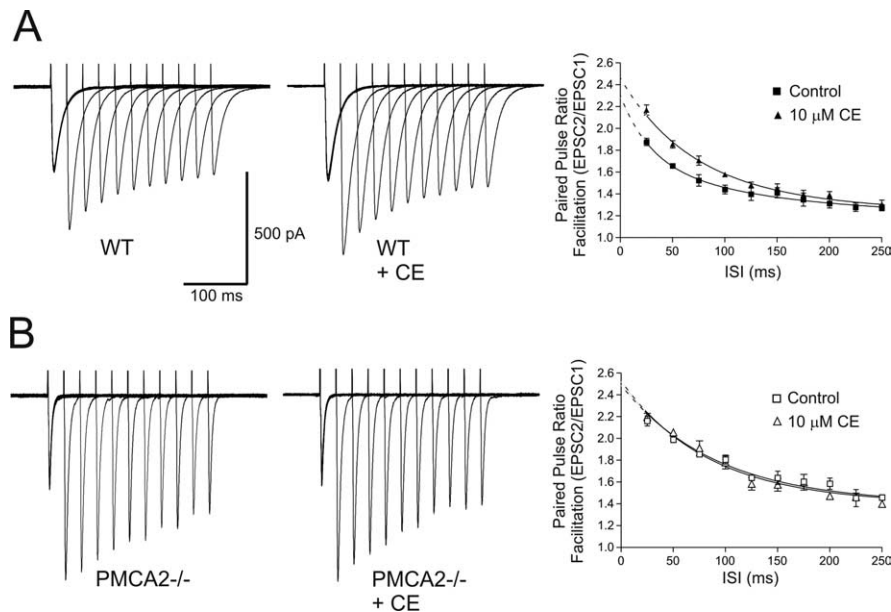 A
WT
500 pA
100 ms
WT
+ CE
Paired Pulse Ratio
Facilitation (EPSC2/EPSC1)
2.6
2.4
2.2
2.0
1.8
1.6
1.4
1.2
1.0
Control
10 μM CE
0 50 100 150 200 250
ISI (ms)
B
PMCA2-/-
PMCA2-/-
+ CE
Paired Pulse Ratio
Facilitation (EPSC2/EPSC1)
2.6
2.4
2.2
2.0
1.8
1.6
1.4
1.2
1.0
Control
10 μM CE
0 50 100 150 200 250
ISI (ms)